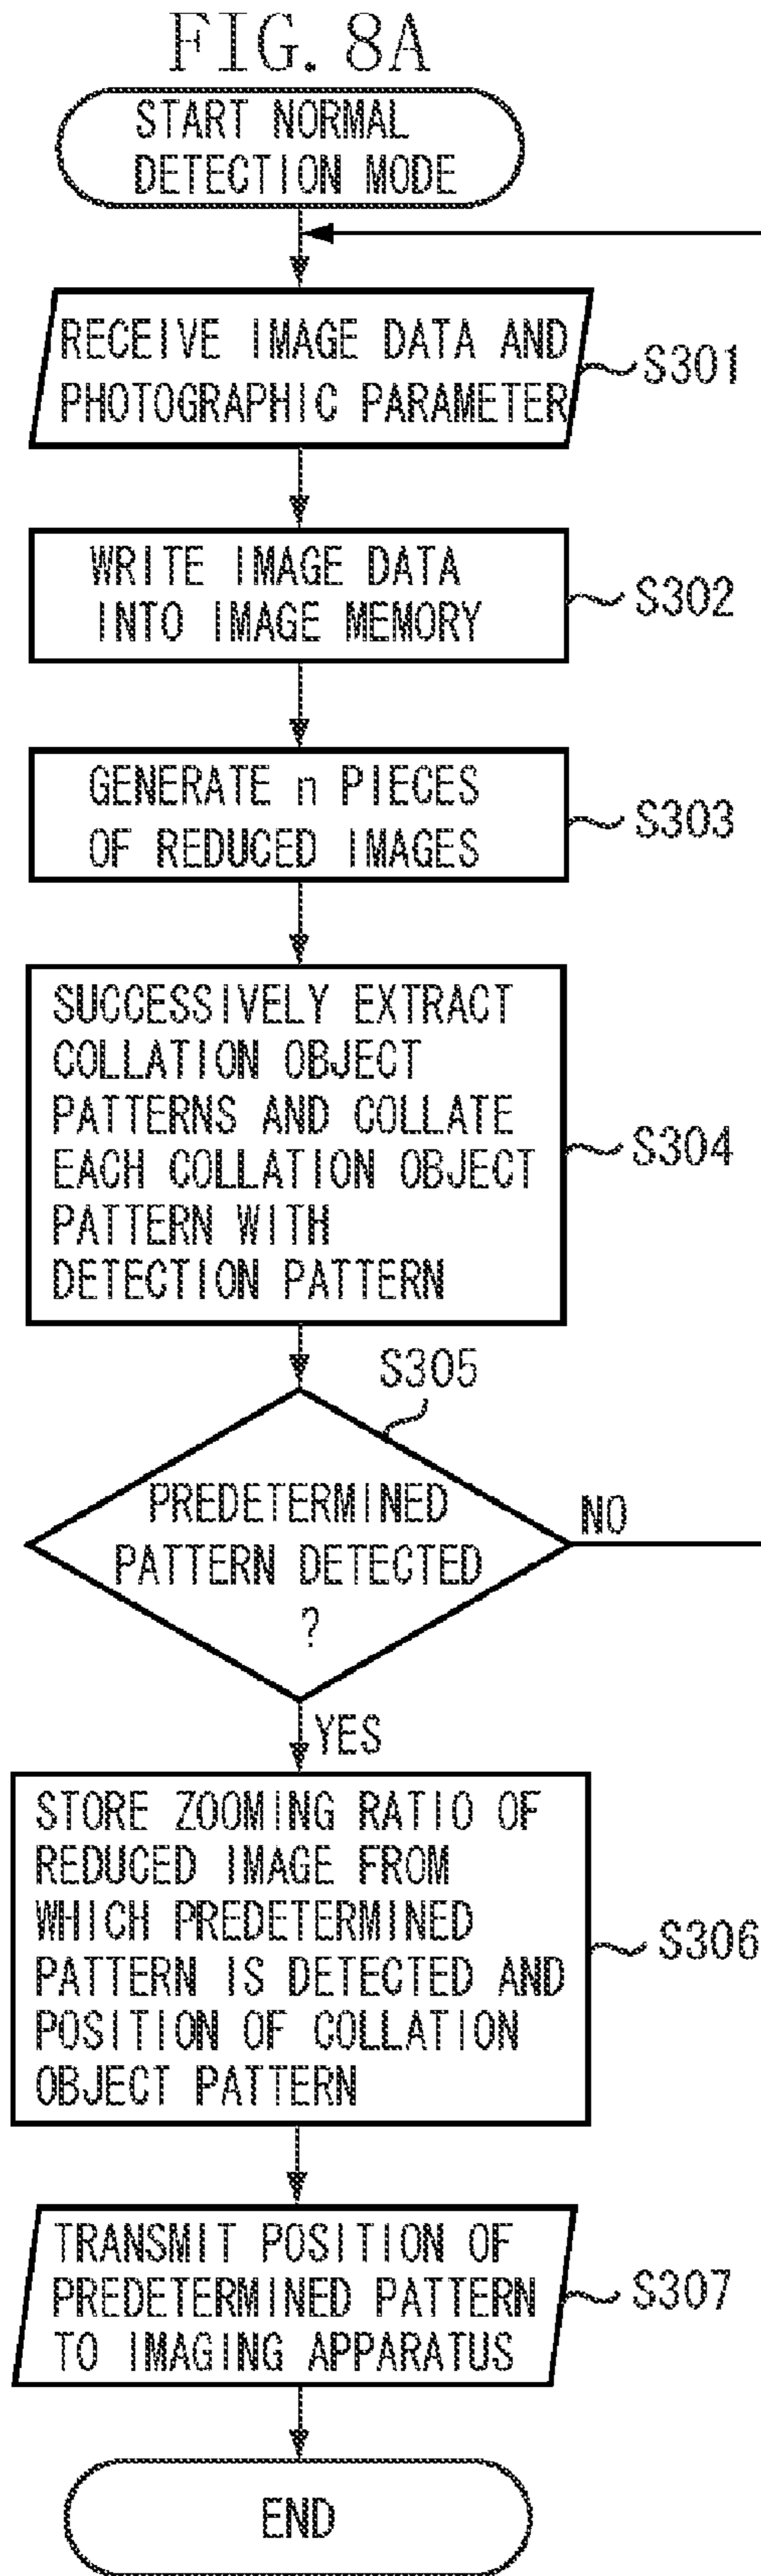 FIG. 8A
START NORMAL
DETECTION MODE
RECEIVE IMAGE DATA AND
PHOTOGRAPHIC PARAMETER
S301
WRITE IMAGE DATA
INTO IMAGE MEMORY
S302
GENERATE n PIECES
OF REDUCED IMAGES
S303
SUCCESSIVELY EXTRACT
COLLATION OBJECT
PATTERNS AND COLLATE
EACH COLLATION OBJECT
PATTERN WITH
DETECTION PATTERN
S304
S305
PREDETERMINED
PATTERN DETECTED
?
NO
YES
STORE ZOOMING RATIO OF
REDUCED IMAGE FROM
WHICH PREDETERMINED
PATTERN IS DETECTED AND
POSITION OF COLLATION
OBJECT PATTERN
S306
TRANSMIT POSITION OF
PREDETERMINED PATTERN
TO IMAGING APPARATUS
S307
END